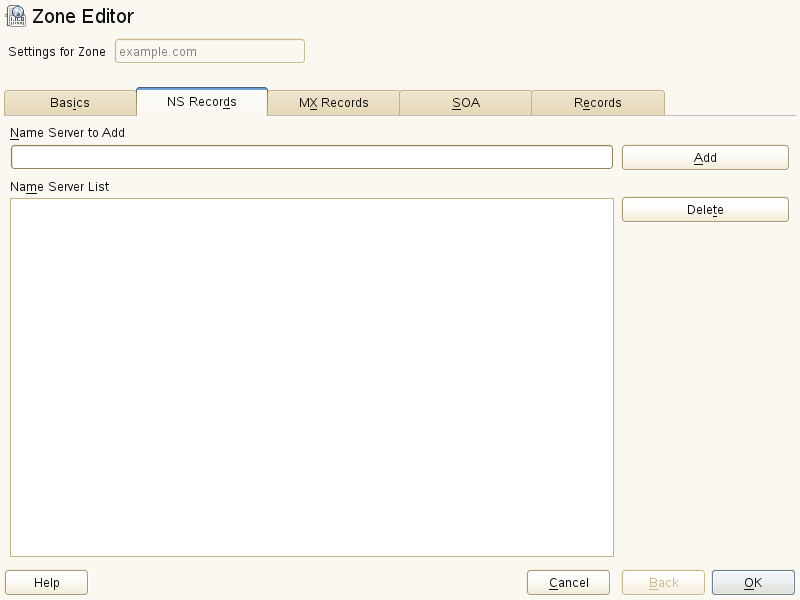 Zone Editor
Settings for Zone example.com
Basics NS Records MX Records SOA Records
Name Server to Add
Add
Name Server List
Delete
Help Cancel Back OK